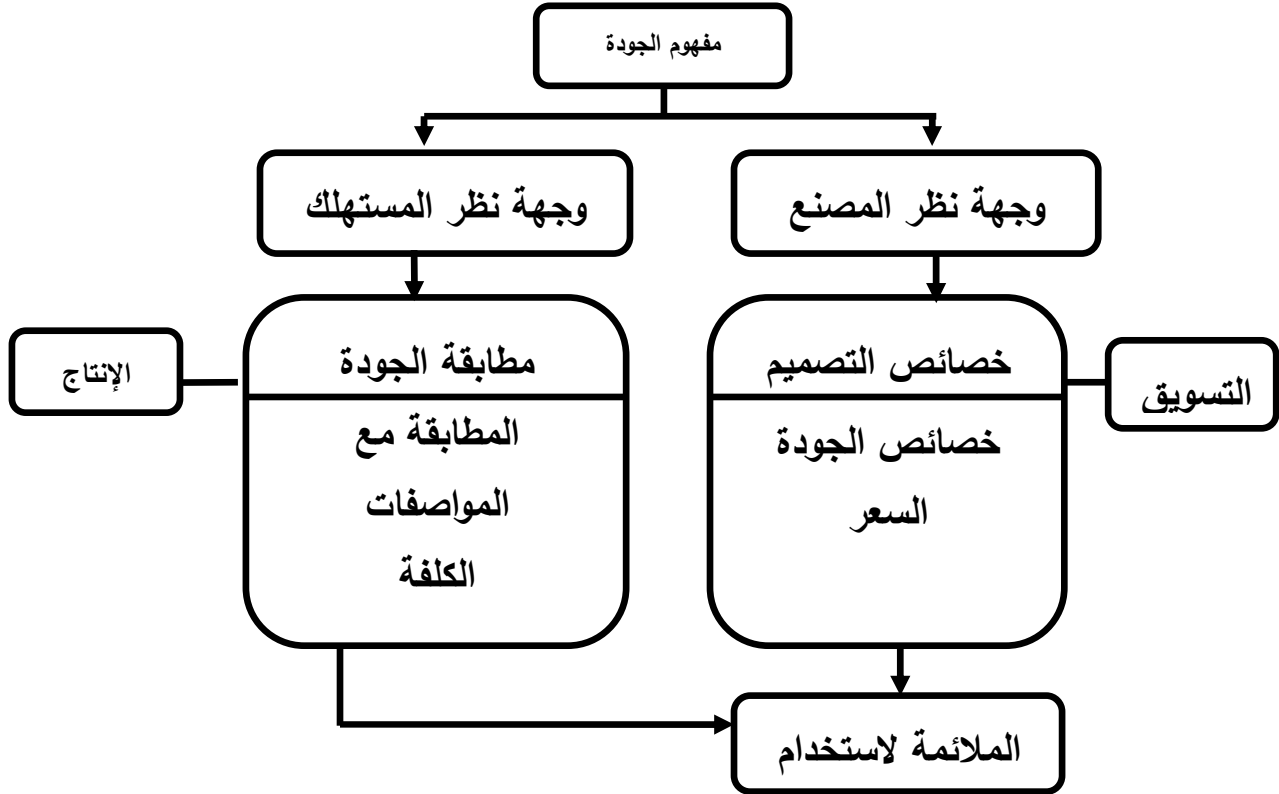 مفهوم الجودة
وجهة نظر المصنع
وجهة نظر المستهلك
خصائص التصميم
خصائص الجودة
السعر
التسويق
مطابقة الجودة
المطابقة مع
المواصفات
الكلفة
الإنتاج
الملائمة لاستخدام